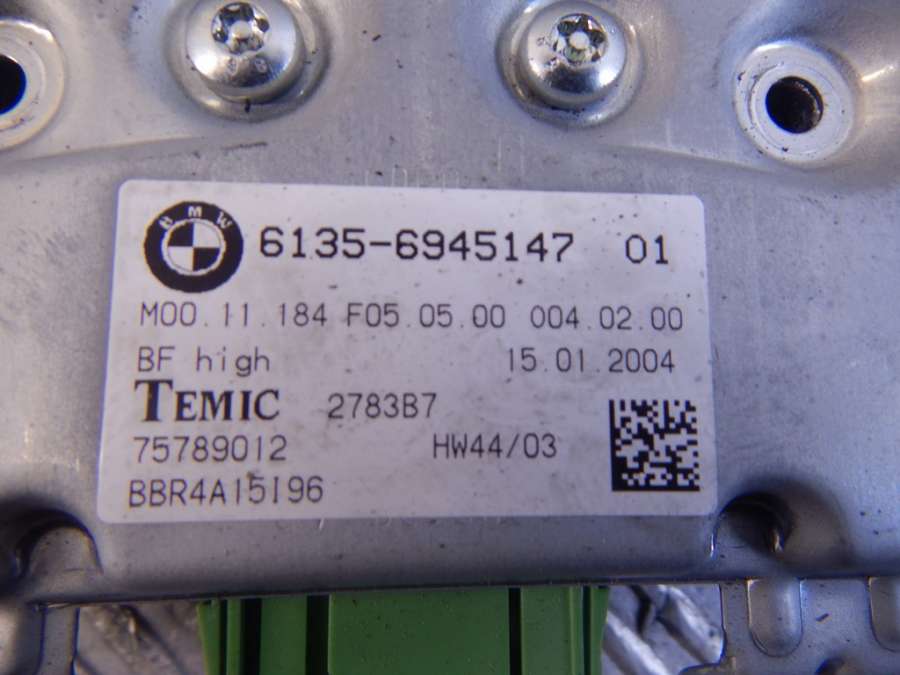 BMW 6135-6945147 01
M00.11.184 F05.05.00 004.02.00
BF high 15.01.2004
TEMIC 2783B7
75789012 HW44/03
BBR4A15196